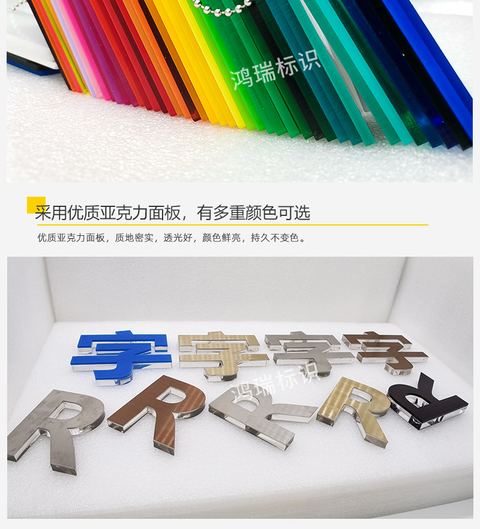 鸿瑞标识
采用优质亚克力面板，有多重颜色可选
优质亚克力面板，质地密实，透光好，颜色鲜亮，持久不变色。
字 字 字 字
鸿瑞标识
R R R R R